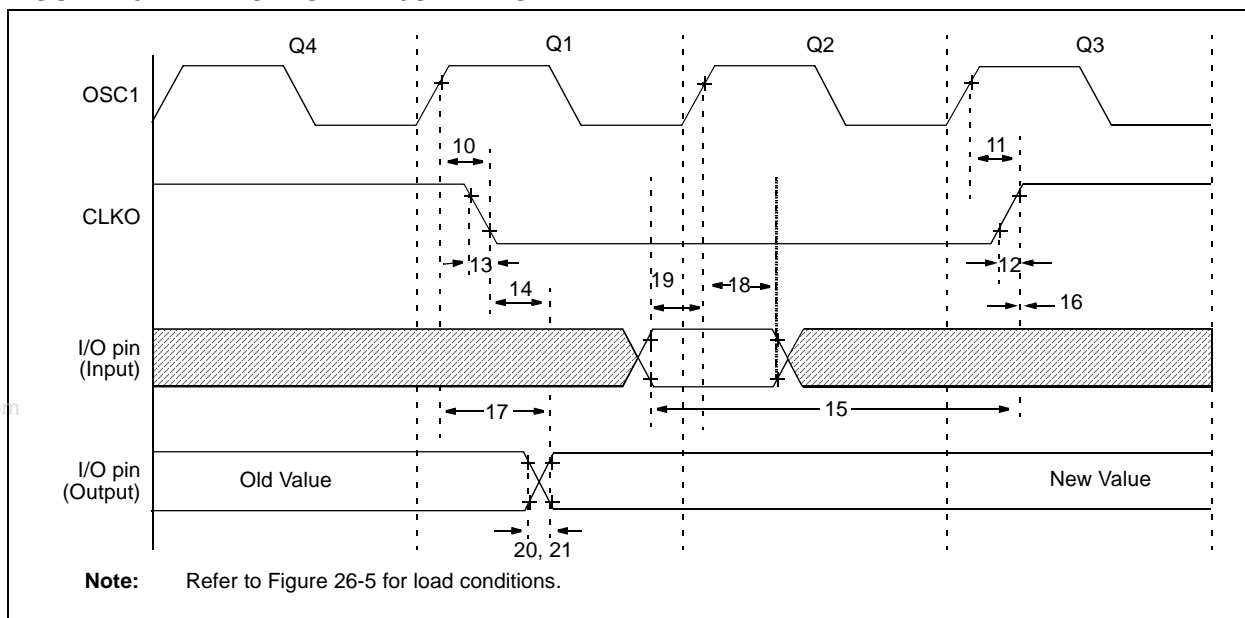 Q4 Q1 Q2 Q3
OSC1
10 11
CLKO
13 12
14 19 18 16
I/O pin
(Input)
om
17 15
I/O pin
(Output)
Old Value New Value
20, 21
Note: Refer to Figure 26-5 for load conditions.